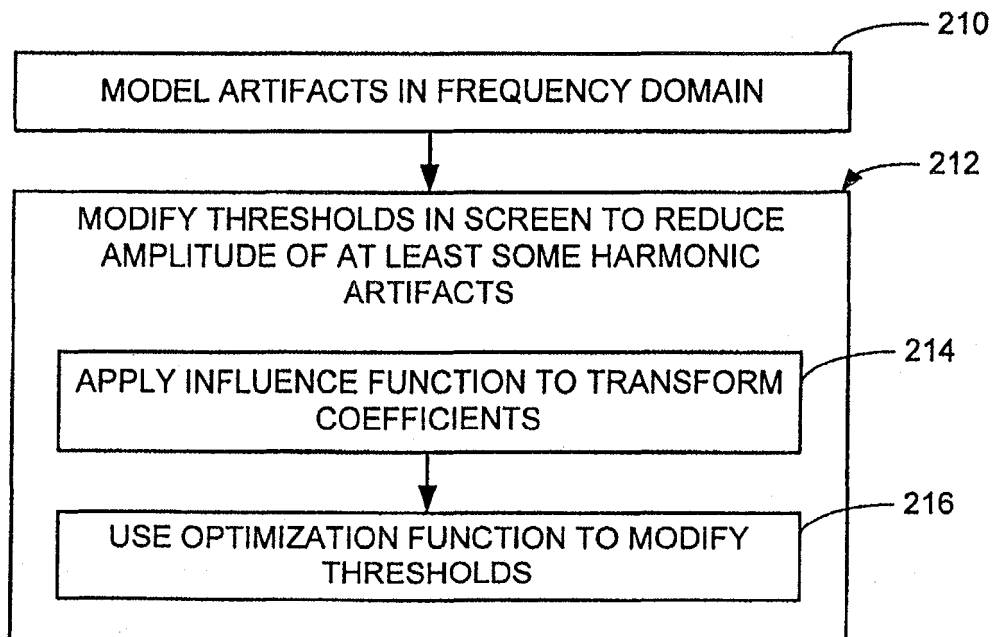 210
MODEL ARTIFACTS IN FREQUENCY DOMAIN
212
MODIFY THRESHOLDS IN SCREEN TO REDUCE
AMPLITUDE OF AT LEAST SOME HARMONIC
ARTIFACTS
214
APPLY INFLUENCE FUNCTION TO TRANSFORM
COEFFICIENTS
216
USE OPTIMIZATION FUNCTION TO MODIFY
THRESHOLDS